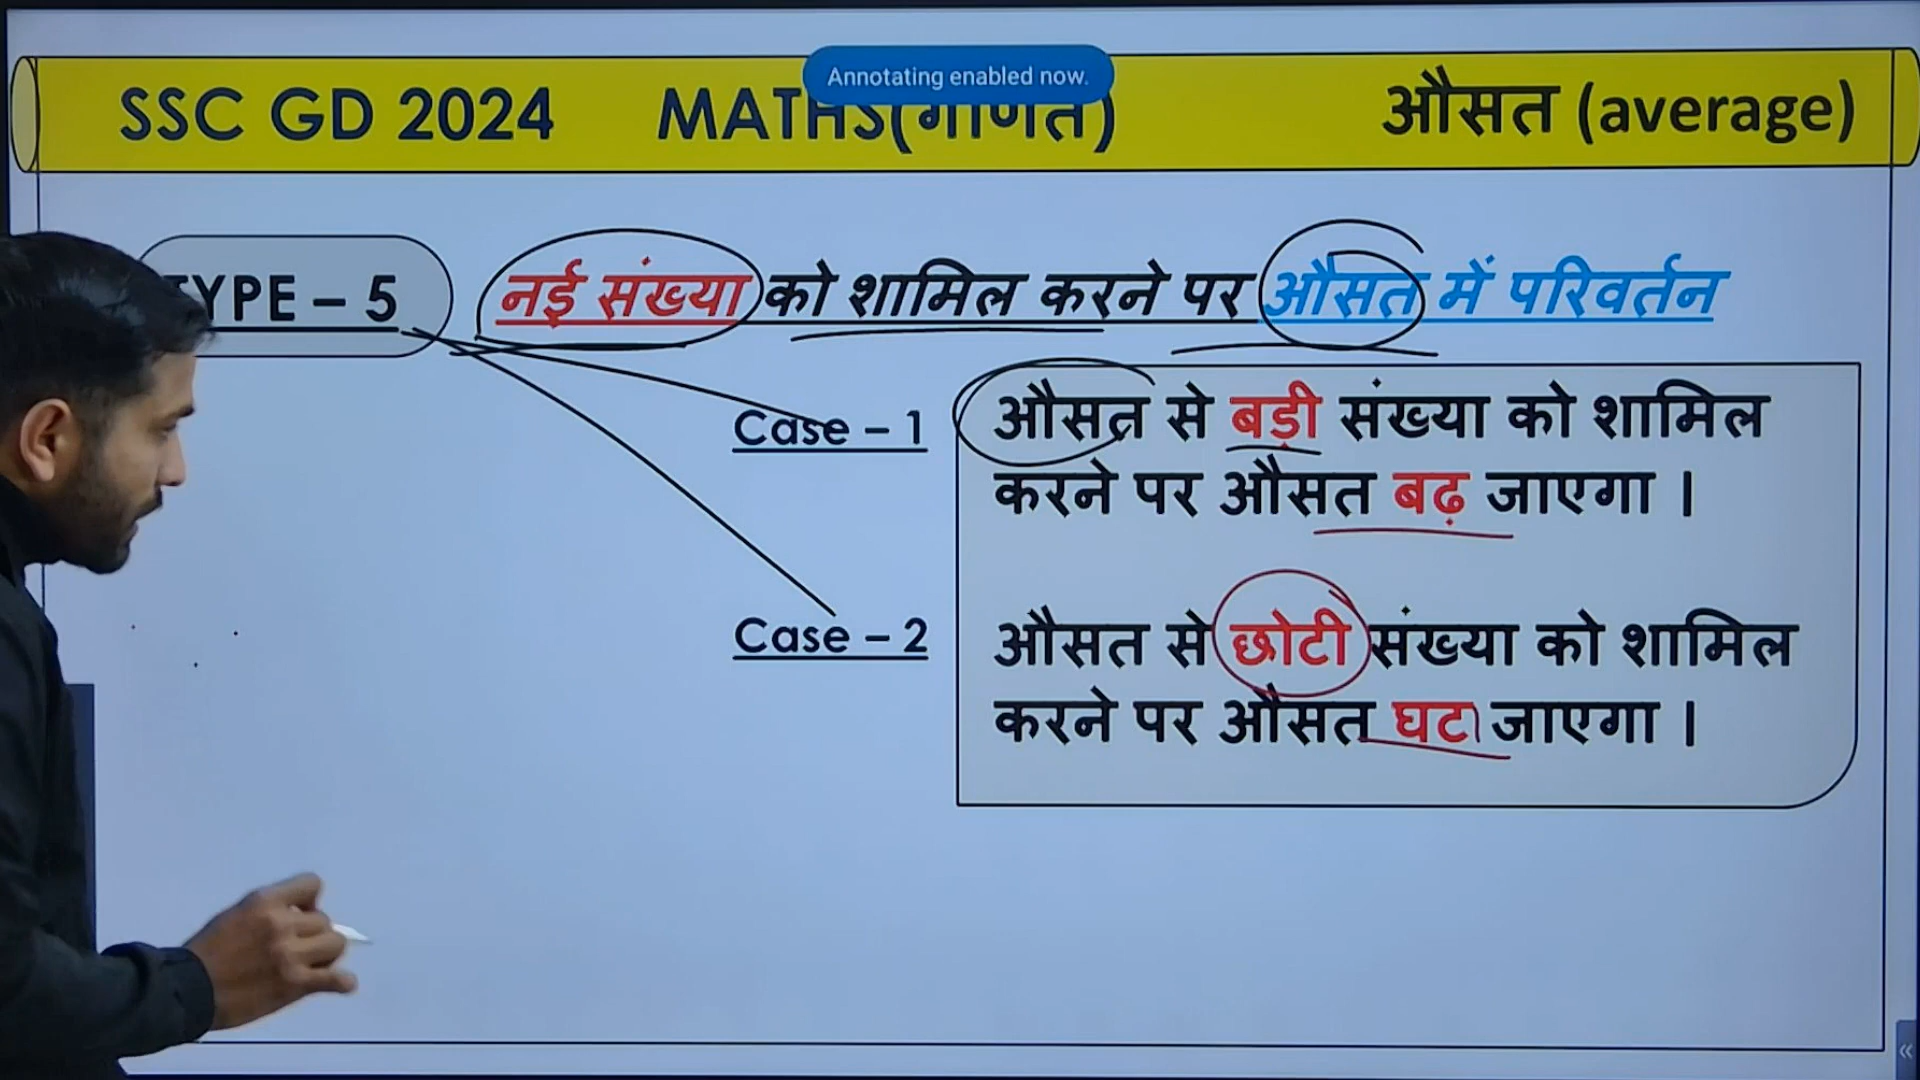 Annotating enabled now.
SSC GD 2024 MATHS(गणित) औसत (average)
TYPE – 5 नई संख्या को शामिल करने पर औसत में परिवर्तन
Case – 1
औसत से बड़ी संख्या को शामिल
करने पर औसत बढ़ जाएगा ।
Case – 2
औसत से छोटी संख्या को शामिल
करने पर औसत घट जाएगा ।